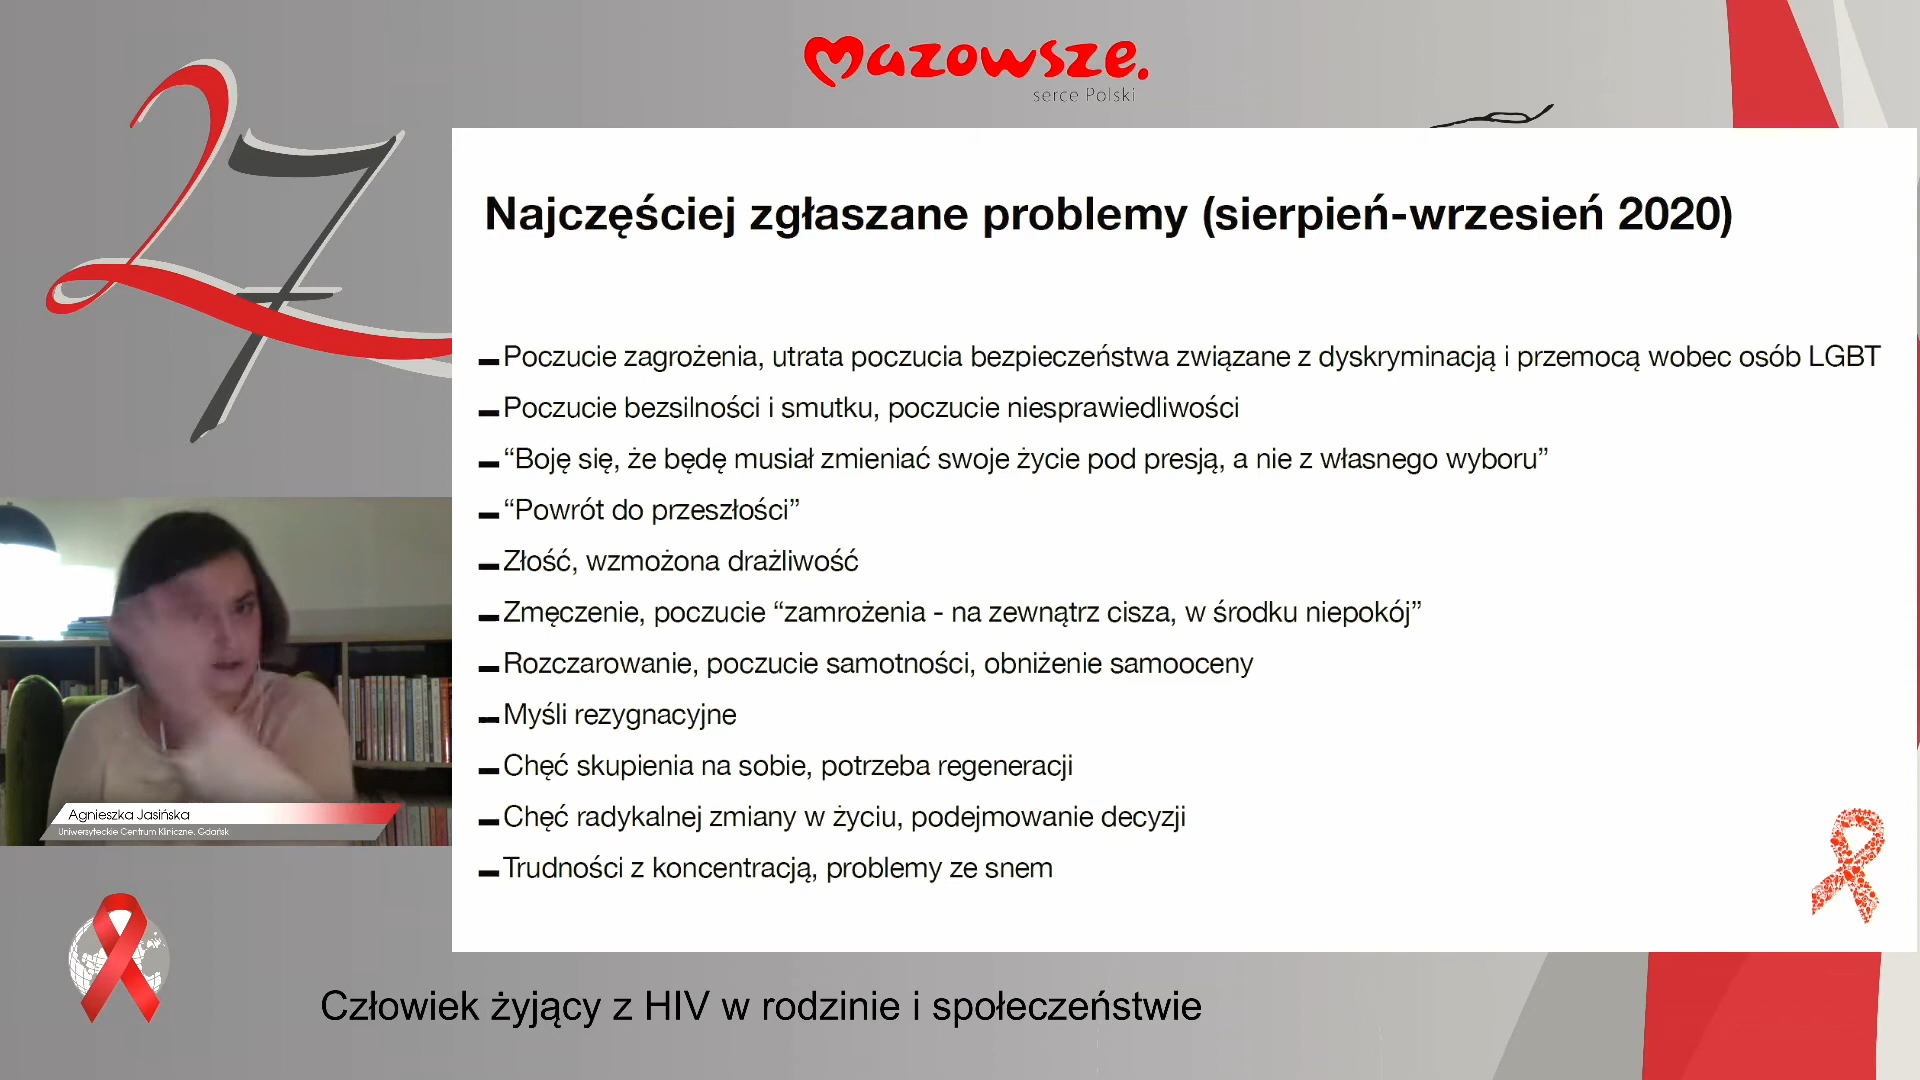 Mazowsze.
serce Polski
27
Najczęściej zgłaszane problemy (sierpień-wrzesień 2020)
Poczucie zagrożenia, utrata poczucia bezpieczeństwa związane z dyskryminacją i przemocą wobec osób LGBT
Poczucie bezsilności i smutku, poczucie niesprawiedliwości
“Boję się, że będę musiał zmieniać swoje życie pod presją, a nie z własnego wyboru”
“Powrót do przeszłości”
Złość, wzmożona drażliwość
Zmęczenie, poczucie “zamrożenia - na zewnątrz cisza, w środku niepokój”
Rozczarowanie, poczucie samotności, obniżenie samooceny
Myśli rezygnacyjne
Chęć skupienia na sobie, potrzeba regeneracji
Chęć radykalnej zmiany w życiu, podejmowanie decyzji
Trudności z koncentracją, problemy ze snem
Agnieszka Jasińska
Uniwersyteckie Centrum Kliniczne, Gdańsk
Człowiek żyjący z HIV w rodzinie i społeczeństwie